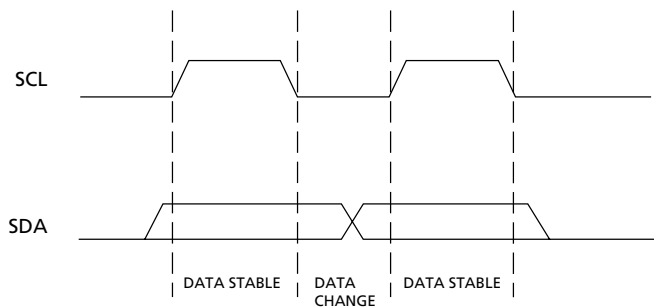 SCL
SDA
DATA STABLE
DATA
CHANGE
DATA STABLE